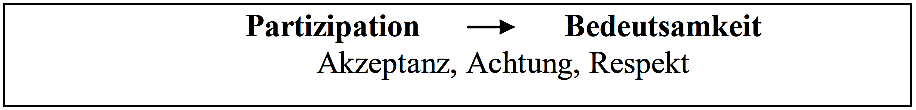 Partizipation → Bedeutsamkeit
Akzeptanz, Achtung, Respekt